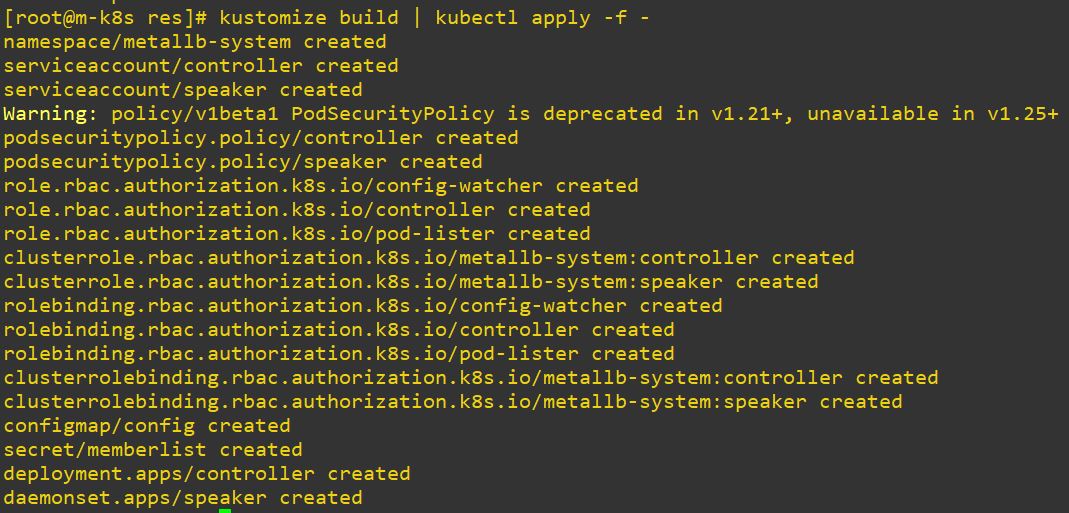 [root@m-k8s res]# kustomize build | kubectl apply -f -
namespace/metallb-system created
serviceaccount/controller created
serviceaccount/speaker created
Warning: policy/v1beta1 PodSecurityPolicy is deprecated in v1.21+, unavailable in v1.25+
podsecuritypolicy.policy/controller created
podsecuritypolicy.policy/speaker created
role.rbac.authorization.k8s.io/config-watcher created
role.rbac.authorization.k8s.io/controller created
role.rbac.authorization.k8s.io/pod-lister created
clusterrole.rbac.authorization.k8s.io/metallb-system:controller created
clusterrole.rbac.authorization.k8s.io/metallb-system:speaker created
rolebinding.rbac.authorization.k8s.io/config-watcher created
rolebinding.rbac.authorization.k8s.io/controller created
rolebinding.rbac.authorization.k8s.io/pod-lister created
clusterrolebinding.rbac.authorization.k8s.io/metallb-system:controller created
clusterrolebinding.rbac.authorization.k8s.io/metallb-system:speaker created
configmap/config created
secret/memberlist created
deployment.apps/controller created
daemonset.apps/speaker created